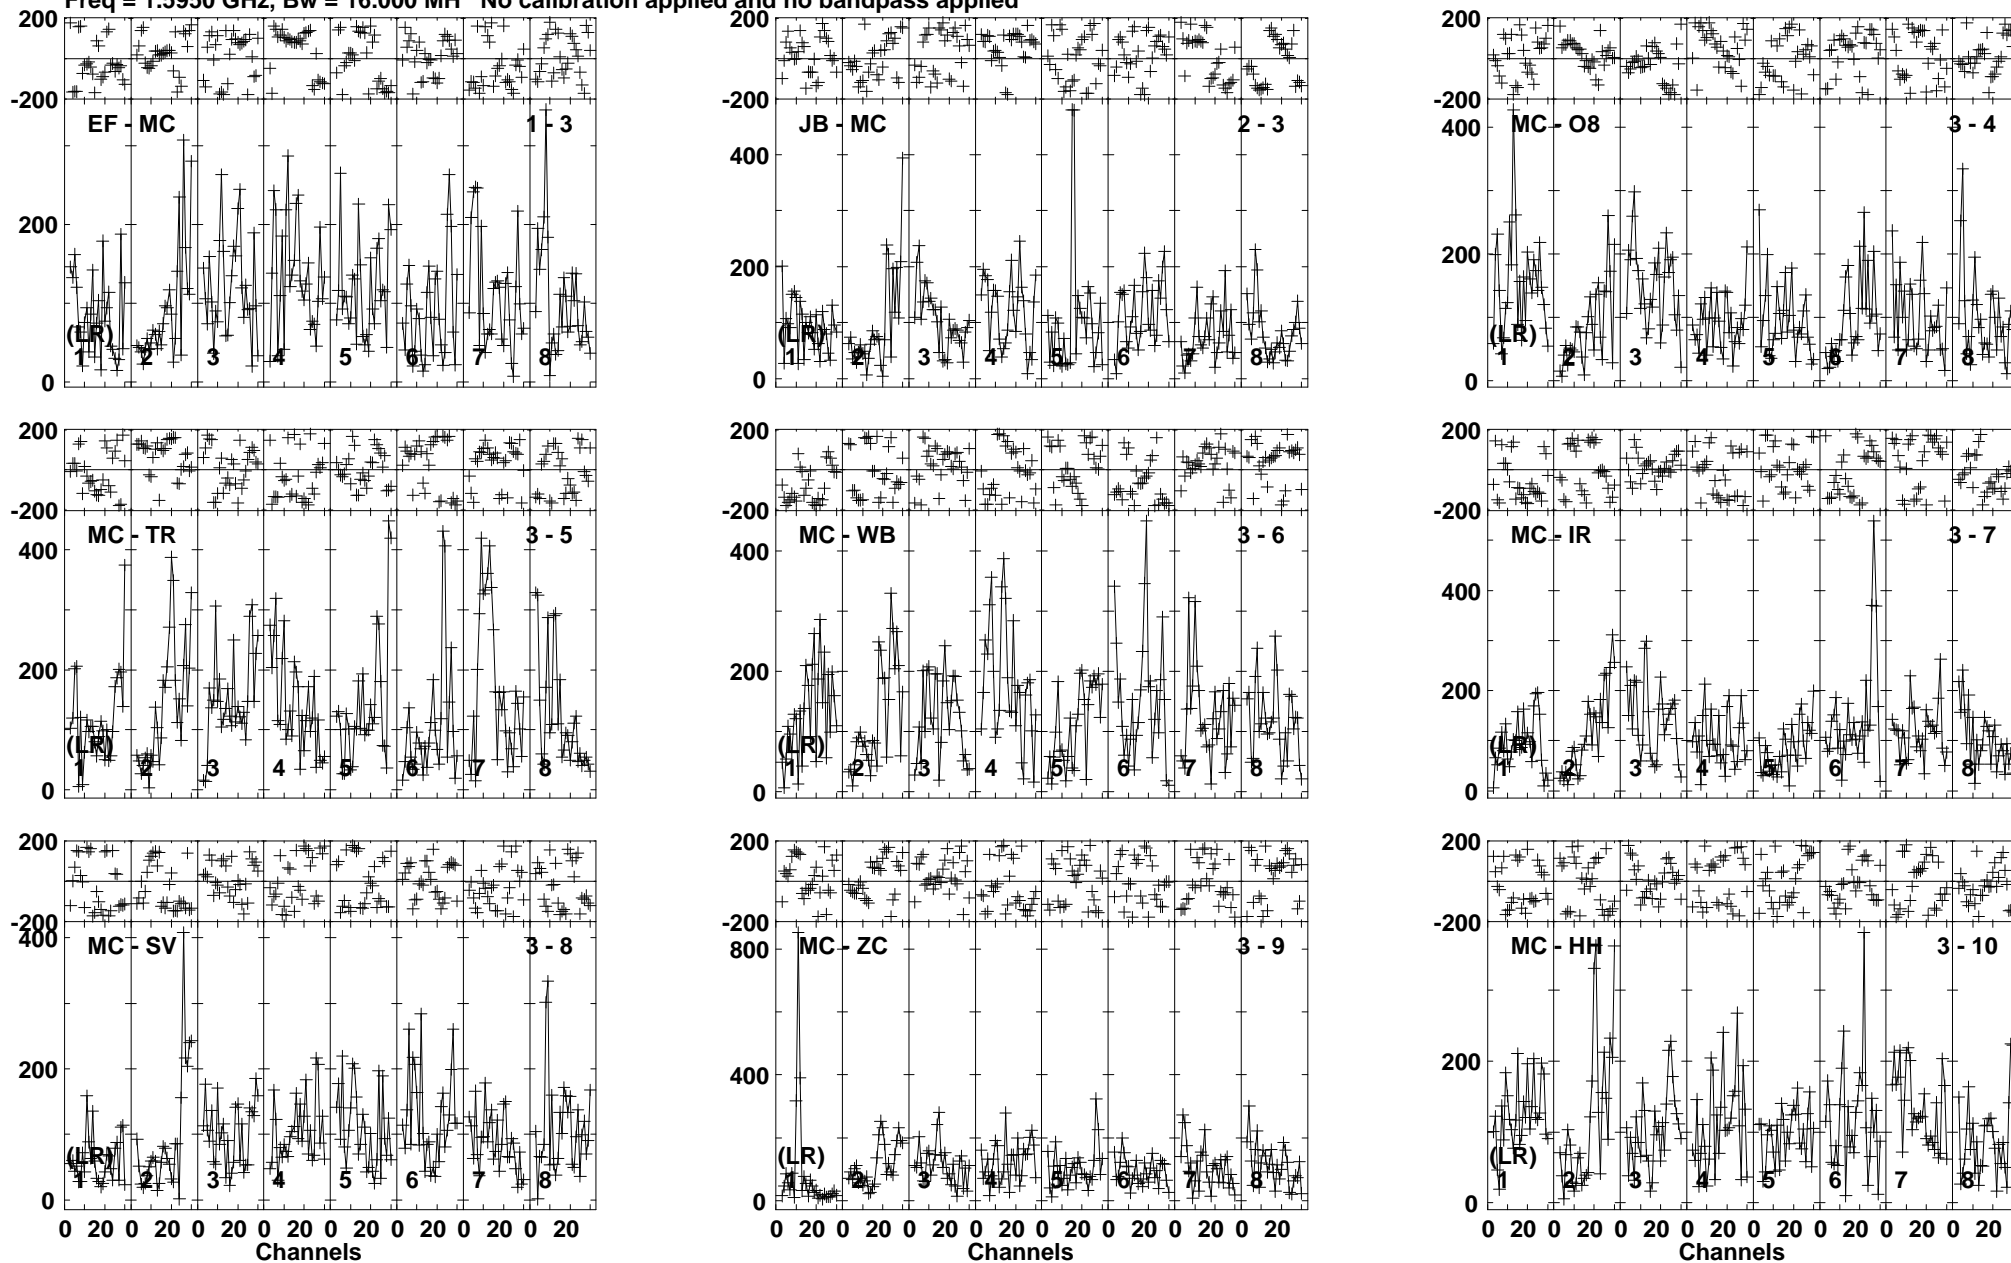 Freq = 1.5950 GHz, Bw = 16.000 MH No calibration applied and no bandpass applied
200 200 200
-200 -200 -200
EF - MC 1 - 3 JB - MC 2 - 3 MC - O8 3 - 4
400 400
200 200 200
(LR) (LR) (LR)
1 2 3 4 5 6 7 8 1 2 3 4 5 6 7 8 1 2 3 4 5 6 7 8
0 0 0
200 200 200
-200 -200 -200
MC - TR 3 - 5 MC - WB 3 - 6 MC - IR 3 - 7
400 400 400
200 200 200
(LR) (LR) (LR)
1 2 3 4 5 6 7 8 1 2 3 4 5 6 7 8 1 2 3 4 5 6 7 8
0 0 0
200 200 200
-200 -200 -200
MC - SV 3 - 8 MC - ZC 3 - 9 MC - HH 3 - 10
400 800
200 400 200
(LR) (LR) (LR)
1 2 3 4 5 6 7 8 1 2 3 4 5 6 7 8 1 2 3 4 5 6 7 8
0 0 0
0 20 0 20 0 20 0 20 0 20 0 20 0 20 0 20 0 20 0 20 0 20 0 20 0 20 0 20 0 20 0 20 0 20 0 20 0 20 0 20 0 20 0 20 0 20 0 20
Channels Channels Channels